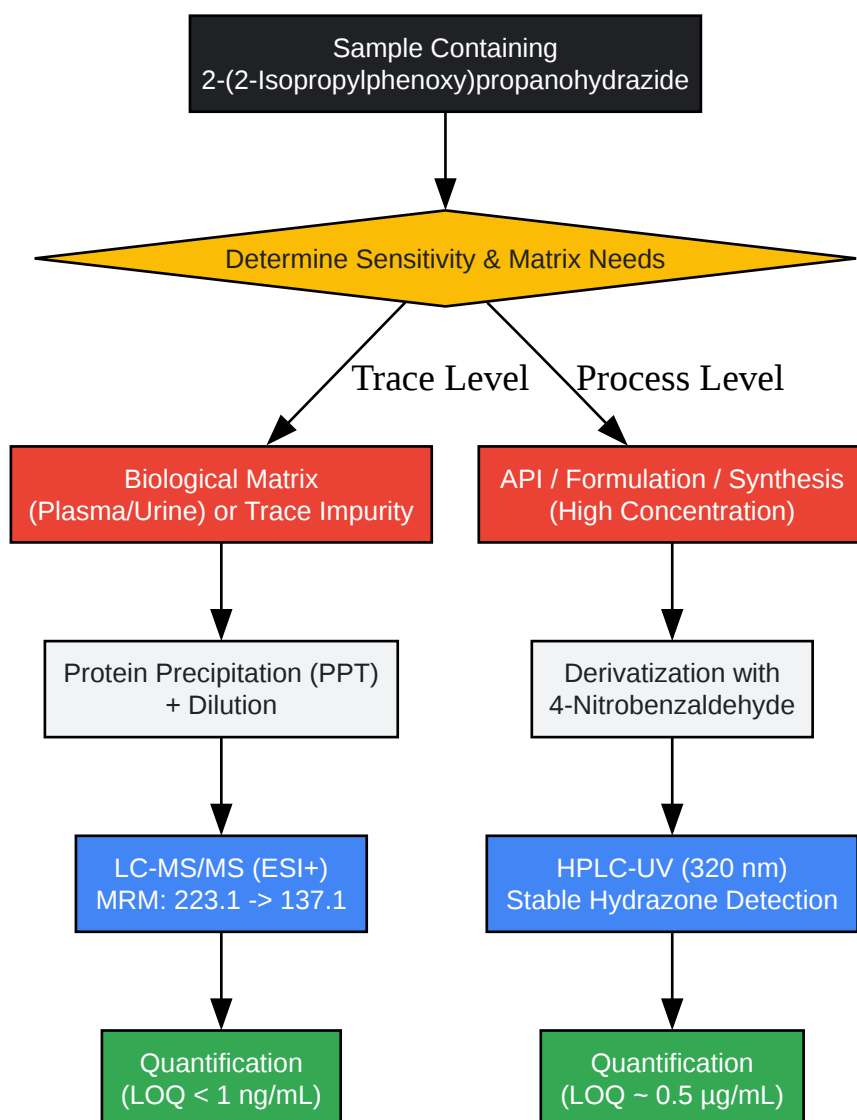 Sample Containing
2-(2-Isopropylphenoxy)propanohydrazide
Determine Sensitivity & Matrix Needs
Trace Level
Process Level
Biological Matrix
(Plasma/Urine) or Trace Impurity
API / Formulation / Synthesis
(High Concentration)
Protein Precipitation (PPT)
+ Dilution
Derivatization with
4-Nitrobenzaldehyde
LC-MS/MS (ESI+)
MRM: 223.1 -> 137.1
HPLC-UV (320 nm)
Stable Hydrazone Detection
Quantification
(LOQ < 1 ng/mL)
Quantification
(LOQ ~ 0.5 µg/mL)